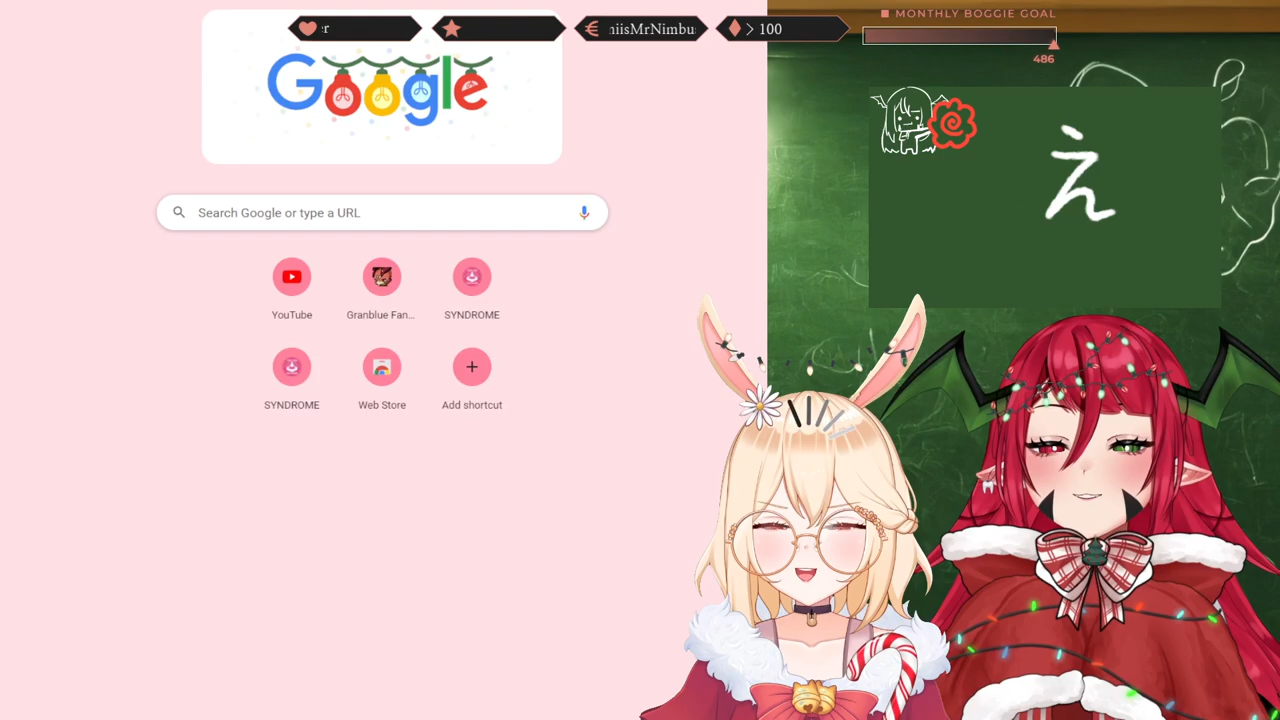 :r
niisMrNimbu
> 100
MONTHLY BOGGIE GOAL
486
Google
え
Search Google or type a URL
YouTube
Granblue Fan...
SYNDROME
SYNDROME
Web Store
Add shortcut